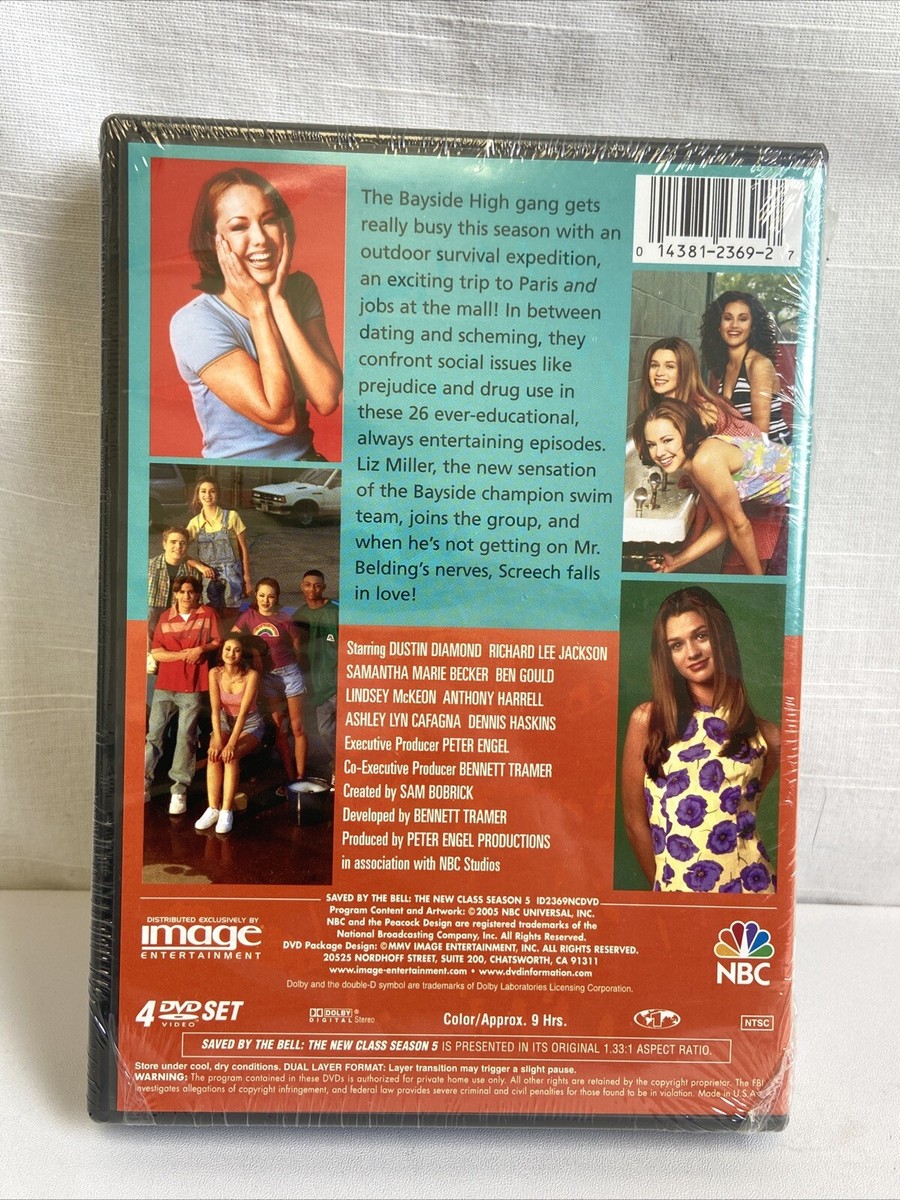 The Bayside High gang gets
really busy this season with an
outdoor survival expedition,
an exciting trip to Paris and
jobs at the mall! In between
dating and scheming, they
confront social issues like
prejudice and drug use in
these 26 ever-educational,
always entertaining episodes.
Liz Miller, the new sensation
of the Bayside champion swim
team, joins the group, and
when he's not getting on Mr.
Belding's nerves, Screech falls
in love!
0 14381-2369-2 7
Starring DUSTIN DIAMOND RICHARD LEE JACKSON
SAMANTHA MARIE BECKER BEN GOULD
LINDSEY McKEON ANTHONY HARRELL
ASHLEY LYN CAFAGNA DENNIS HASKINS
Executive Producer PETER ENGEL
Co-Executive Producer BENNETT TRAMER
Created by SAM BOBRICK
Developed by BENNETT TRAMER
Produced by PETER ENGEL PRODUCTIONS
in association with NBC Studios
SAVED BY THE BELL: THE NEW CLASS SEASON 5 ID2369NCDVD
Program Content and Artwork: ©2005 NBC UNIVERSAL, INC.
NBC and the Peacock Design are registered trademarks of the
National Broadcasting Company, Inc. All Rights Reserved.
DVD Package Design: ©MMV IMAGE ENTERTAINMENT, INC. ALL RIGHTS RESERVED.
20525 NORDHOFF STREET, SUITE 200, CHATSWORTH, CA 91311
www.image-entertainment.com • www.dvdinformation.com
Dolby and the double-D symbol are trademarks of Dolby Laboratories Licensing Corporation.
DISTRIBUTED EXCLUSIVELY BY
image
ENTERTAINMENT
NBC
4 DVD SET
VIDEO
DOLBY
DIGITAL Stereo
Color/Approx. 9 Hrs.
1
NTSC
SAVED BY THE BELL: THE NEW CLASS SEASON 5 IS PRESENTED IN ITS ORIGINAL 1.33:1 ASPECT RATIO.
Store under cool, dry conditions. DUAL LAYER FORMAT: Layer transition may trigger a slight pause.
WARNING: The program contained in these DVDs is authorized for private home use only. All other rights are retained by the copyright proprietor. The FBI
investigates allegations of copyright infringement, and federal law provides severe criminal and civil penalties for those found to be in violation. Made in U.S.A.